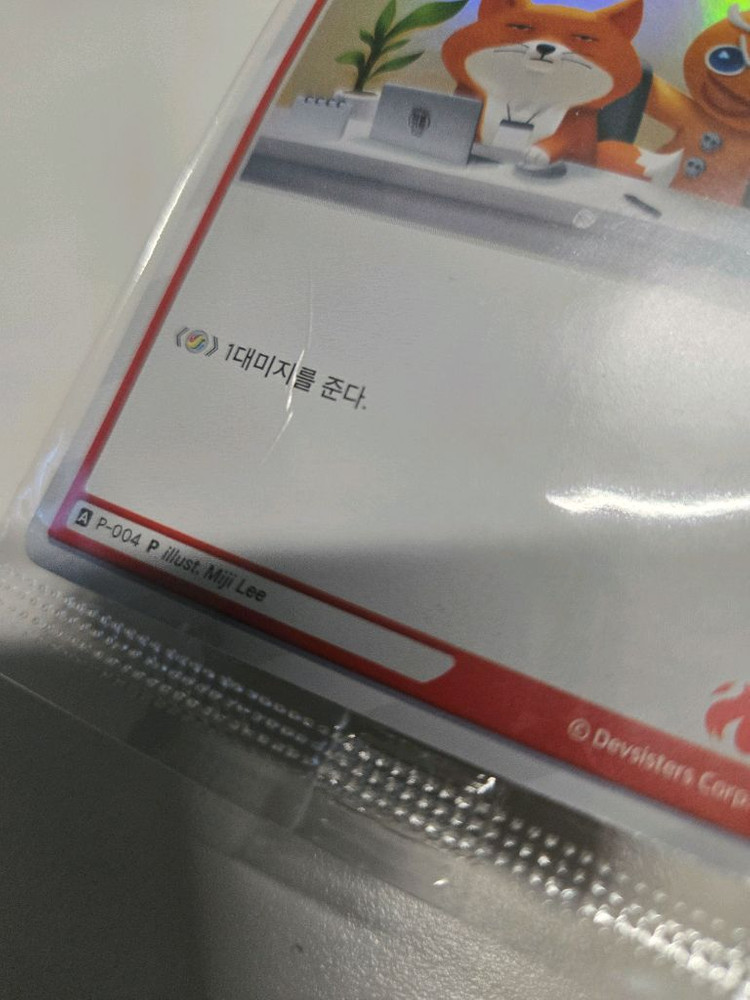 《》 1대미지를 준다.
A P-004 P illust. Miji Lee
© Devsisters Corp.